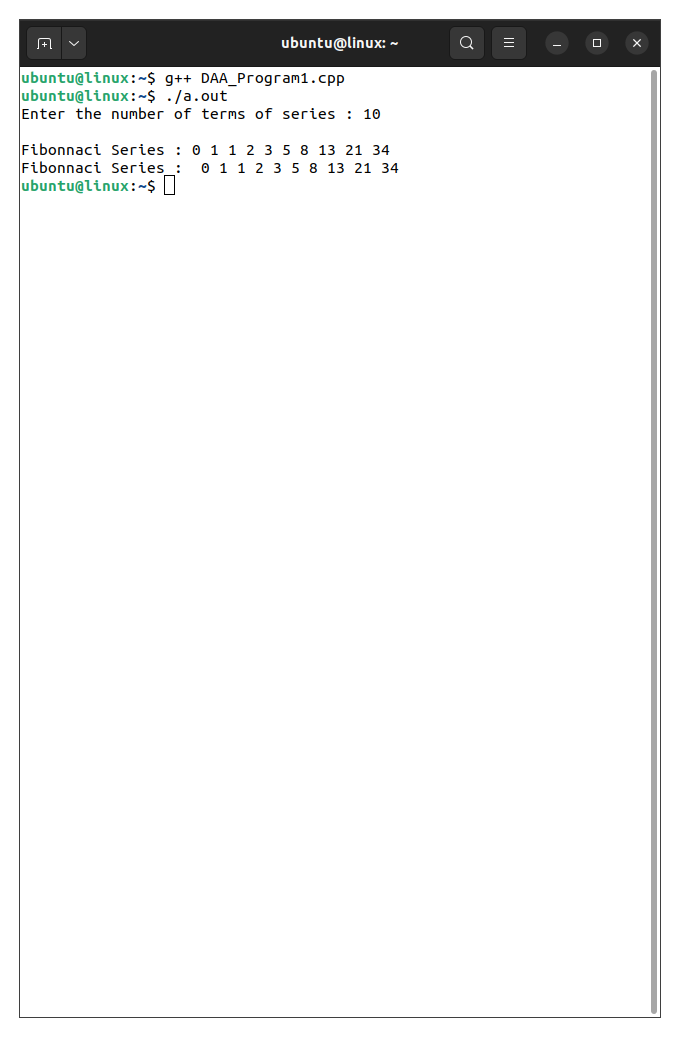 ubuntu@linux: ~
ubuntu@linux:~$ g++ DAA_Program1.cpp
ubuntu@linux:~$ ./a.out
Enter the number of terms of series : 10
Fibonnaci Series : 0 1 1 2 3 5 8 13 21 34
Fibonnaci Series :  0 1 1 2 3 5 8 13 21 34
ubuntu@linux:~$